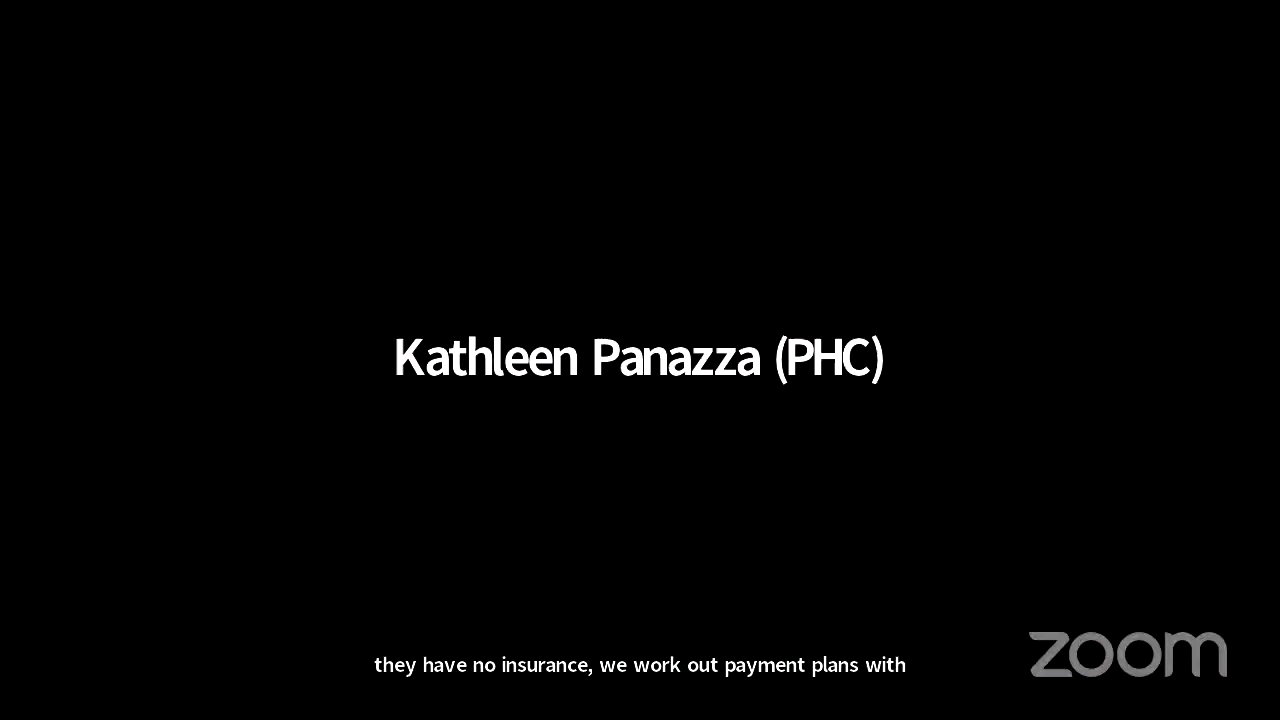 Kathleen Panazza (PHC)
they have no insurance, we work out payment plans with
zoom